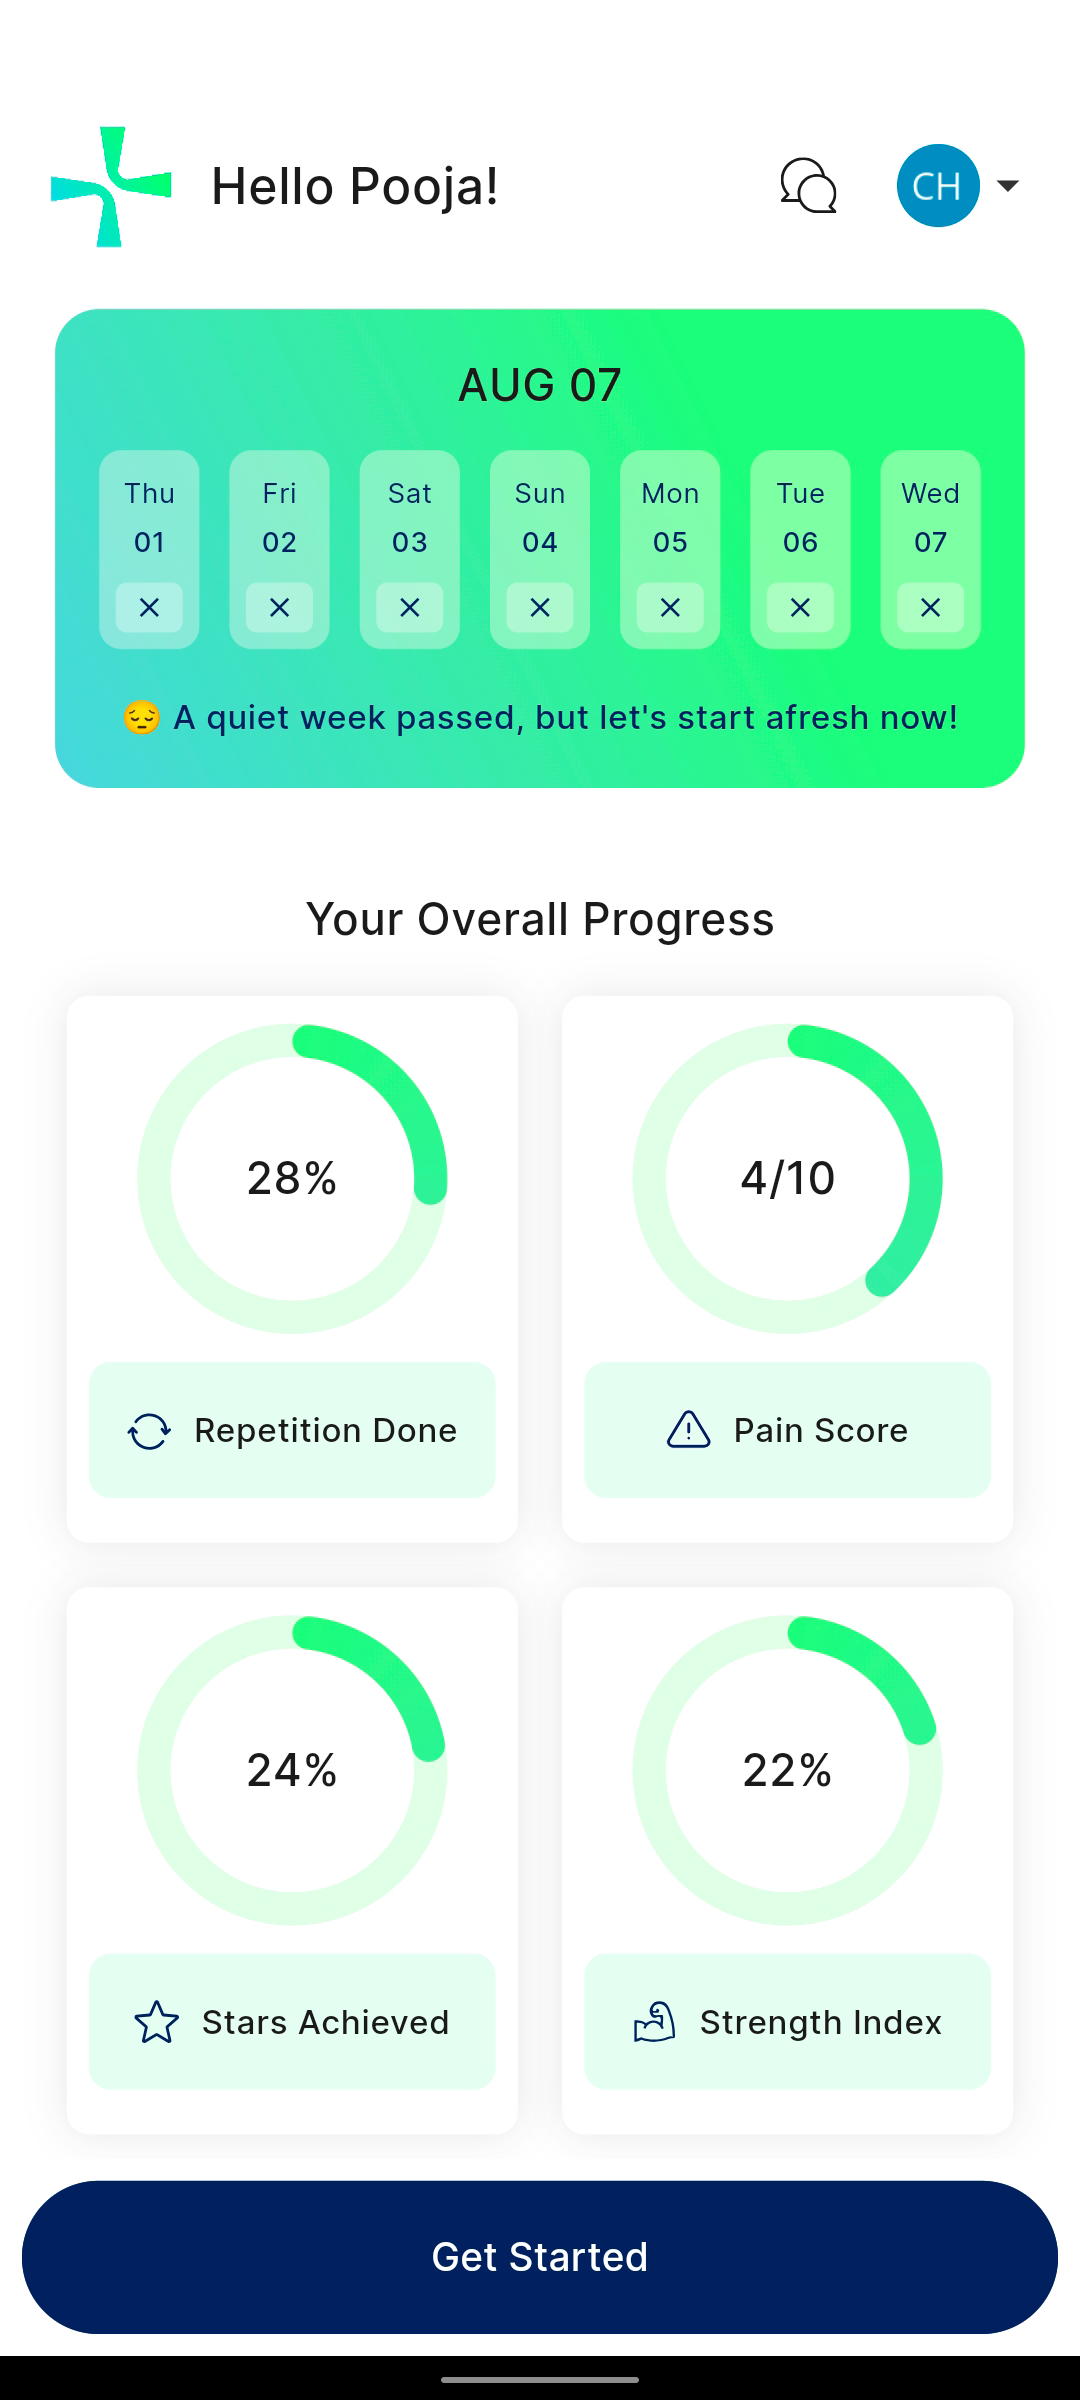 Hello Pooja!
CH
AUG 07
Thu Fri Sat Sun Mon Tue Wed
01 02 03 04 05 06 07
😔 A quiet week passed, but let's start afresh now!
Your Overall Progress
28%
Repetition Done
4/10
Pain Score
24%
Stars Achieved
22%
Strength Index
Get Started